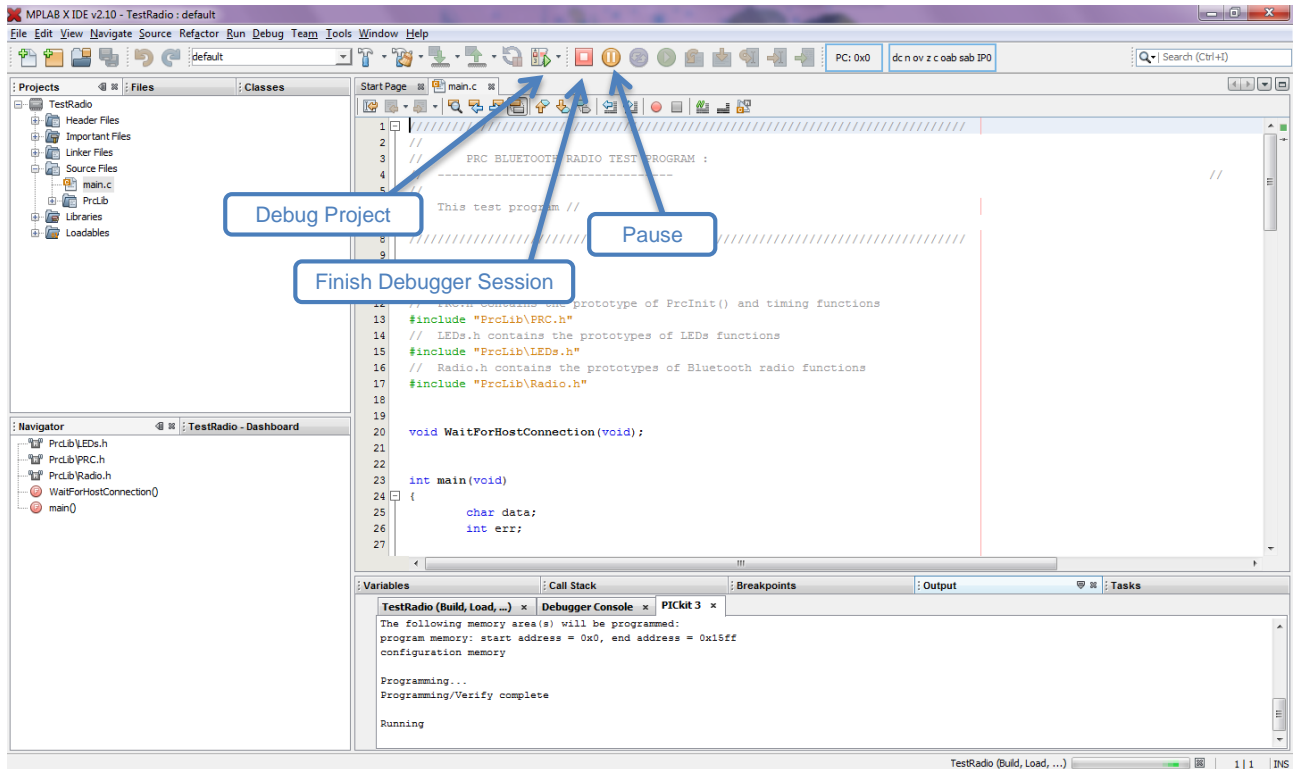 MPLAB X IDE v2.10 - TestRadio : default
File Edit View Navigate Source Refactor Run Debug Team Tools Window Help
default
PC: 0x0
dc n ov z c oab sab IP0
Search (Ctrl+I)
Projects
Files
Classes
TestRadio
Header Files
Important Files
Linker Files
Source Files
main.c
PrcLib
Libraries
Loadables
Navigator
TestRadio - Dashboard
PrcLib\LEDs.h
PrcLib\PRC.h
PrcLib\Radio.h
WaitForHostConnection()
main()
Start Page
main.c
1 //////////////////////////////////////////////////////////////////////////////
2 //
3 // PRC BLUETOOTH RADIO TEST PROGRAM :
4 // --------------------------------- //
5 //
This test program //
8 //////////////////////////////////////////////////////////////////////////////
9
12 // PRC.h contains the prototype of PrcInit() and timing functions
13 #include "PrcLib\PRC.h"
14 // LEDs.h contains the prototypes of LEDs functions
15 #include "PrcLib\LEDs.h"
16 // Radio.h contains the prototypes of Bluetooth radio functions
17 #include "PrcLib\Radio.h"
18
19
20 void WaitForHostConnection(void);
21
22
23 int main(void)
24 {
25 char data;
26 int err;
27
Debug Project
Pause
Finish Debugger Session
Variables
Call Stack
Breakpoints
Output
Tasks
TestRadio (Build, Load, ...)
Debugger Console
PICkit 3
The following memory area(s) will be programmed:
program memory: start address = 0x0, end address = 0x15ff
configuration memory
Programming...
Programming/Verify complete
Running
TestRadio (Build, Load, ...)
1 | 1
INS